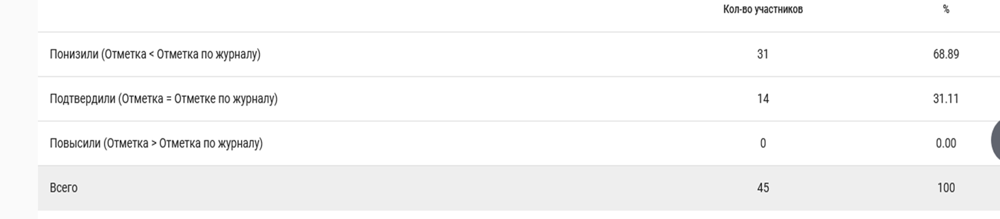 Кол-во участников %
Понизили (Отметка < Отметка по журналу) 31 68.89
Подтвердили (Отметка = Отметке по журналу) 14 31.11
Повысили (Отметка > Отметка по журналу) 0 0.00
Всего 45 100